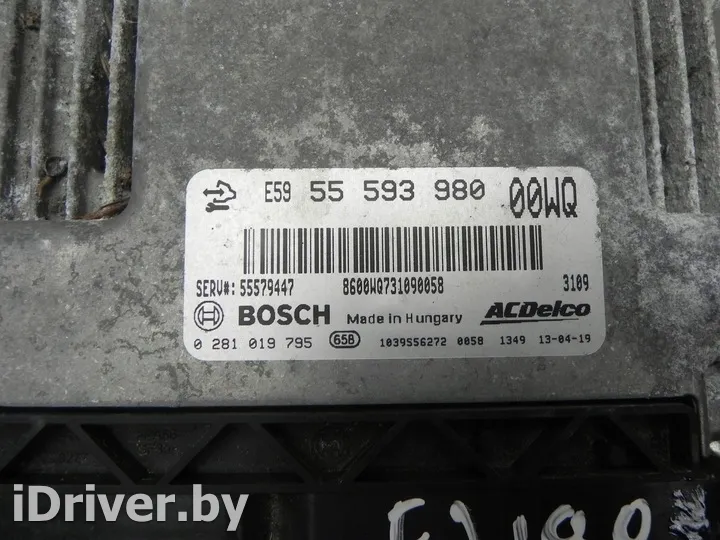 E59 55 593 980 00WQ
SERV#: 55579447 8600WQ731090058 3109
BOSCH Made in Hungary ACDelco
0 281 019 795 65B 1039S56272 0058 1349 13-04-19
iDriver.by